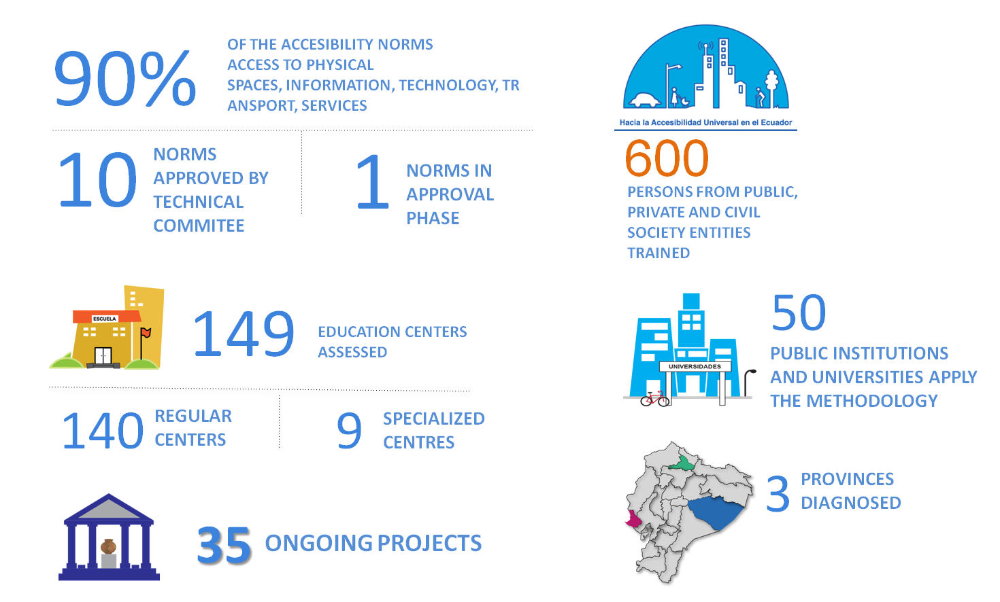 90%
OF THE ACCESIBILITY NORMS
ACCESS TO PHYSICAL
SPACES, INFORMATION, TECHNOLOGY, TR
ANSPORT, SERVICES
10
NORMS
APPROVED BY
TECHNICAL
COMMITEE
1
NORMS IN
APPROVAL
PHASE
Hacia la Accesibilidad Universal en el Ecuador
600
PERSONS FROM PUBLIC,
PRIVATE AND CIVIL
SOCIETY ENTITIES
TRAINED
ESCUELA
149
EDUCATION CENTERS
ASSESSED
140
REGULAR
CENTERS
9
SPECIALIZED
CENTRES
UNIVERSIDADES
50
PUBLIC INSTITUTIONS
AND UNIVERSITIES APPLY
THE METHODOLOGY
35 ONGOING PROJECTS
3
PROVINCES
DIAGNOSED